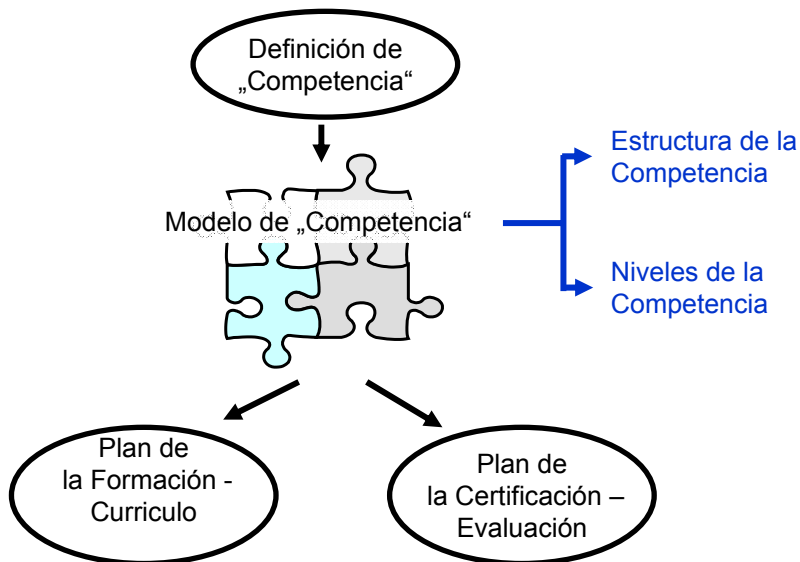 Definición de
„Competencia“
Estructura de la
Competencia
Modelo de „Competencia“
Niveles de la
Competencia
Plan de
la Formación -
Curriculo
Plan de
la Certificación –
Evaluación